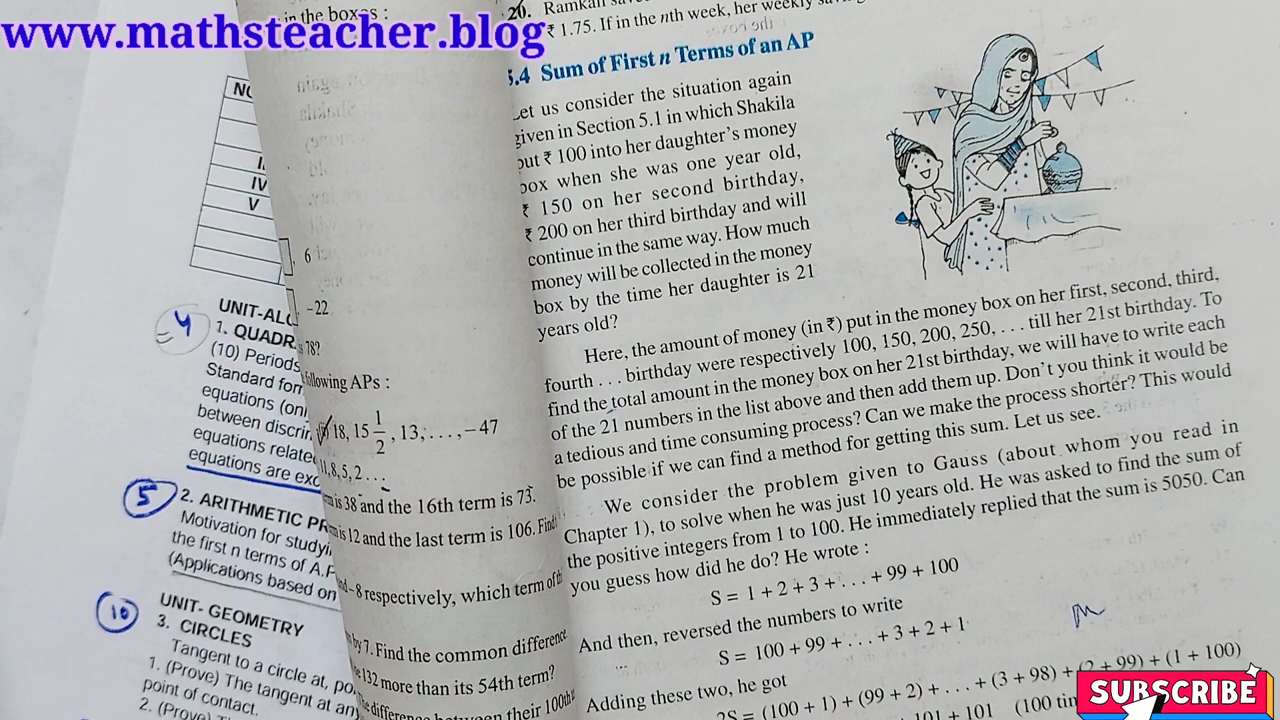 www.mathsteacher.blog
in the boxes :
6
-22
78?
following APs :
18, 15 1/2, 13, . . . , – 47
11, 8, 5, 2 . . .
is 38 and the 16th term is 73.
is 12 and the last term is 106. Find
– 8 respectively, which term of
by 7. Find the common difference
132 more than its 54th term?
difference between their 100th
IV
V
UNIT-
1. QUADR
(10) Periods
Standard for
equations (on
between discri
equations relate
equations are exc
2. ARITHMETIC PR
Motivation for studyi
the first n terms of A.P
(Applications based on
UNIT- GEOMETRY
3. CIRCLES
Tangent to a circle at, po
1. (Prove) The tangent at an
point of contact.
2. (Prove)
4
5
10
20.
₹ 1.75. If in the nth week, her weekly
5.4 Sum of First n Terms of an AP
Let us consider the situation again
given in Section 5.1 in which Shakila
put ₹ 100 into her daughter's money
box when she was one year old,
₹ 150 on her second birthday,
₹ 200 on her third birthday and will
continue in the same way. How much
money will be collected in the money
box by the time her daughter is 21
years old?
Here, the amount of money (in ₹) put in the money box on her first, second, third,
fourth . . . birthday were respectively 100, 150, 200, 250, . . . till her 21st birthday. To
find the total amount in the money box on her 21st birthday, we will have to write each
of the 21 numbers in the list above and then add them up. Don't you think it would be
a tedious and time consuming process? Can we make the process shorter? This would
be possible if we can find a method for getting this sum. Let us see.
We consider the problem given to Gauss (about whom you read in
Chapter 1), to solve when he was just 10 years old. He was asked to find the sum of
the positive integers from 1 to 100. He immediately replied that the sum is 5050. Can
you guess how did he do? He wrote :
S = 1 + 2 + 3 + . . . + 99 + 100
And then, reversed the numbers to write
S = 100 + 99 + . . . + 3 + 2 + 1
Adding these two, he got
2S = (100 + 1) + (99 + 2) + . . . + (3 + 98) + (2 + 99) + (1 + 100)
101 + 101 (100
SUBSCRIBE